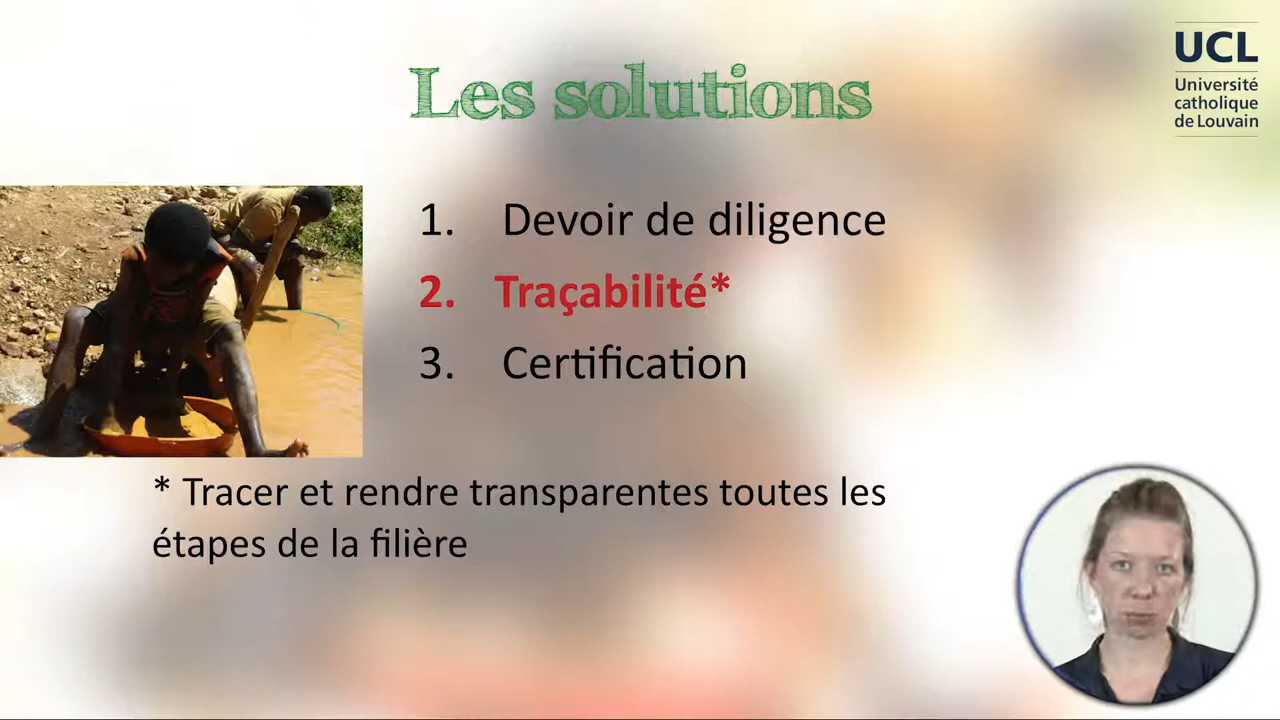 Les solutions
UCL
Université
catholique
de Louvain
1. Devoir de diligence
2. Traçabilité*
3. Certification
* Tracer et rendre transparentes toutes les
étapes de la filière